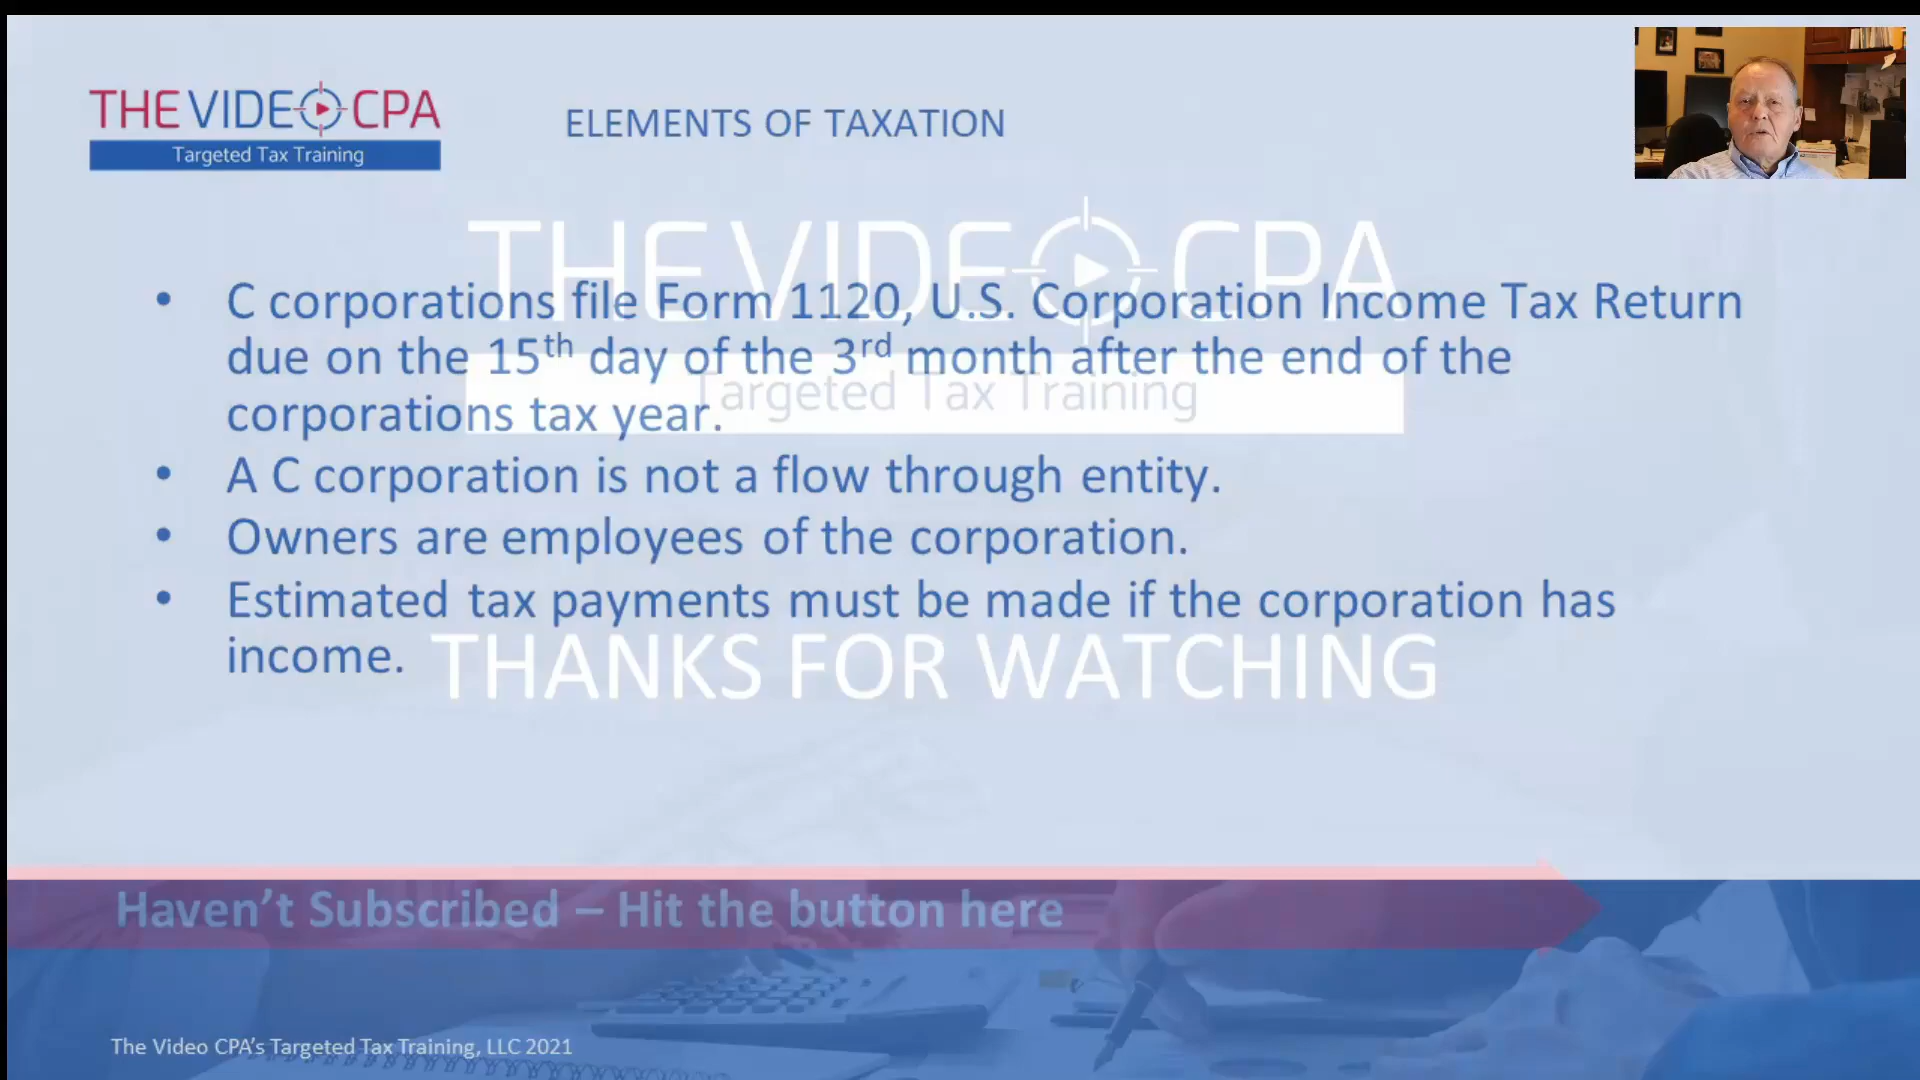 THE VIDEO CPA
Targeted Tax Training
ELEMENTS OF TAXATION
THE VIDEO CPA
Targeted Tax Training
• C corporations file Form 1120, U.S. Corporation Income Tax Return
due on the 15th day of the 3rd month after the end of the
corporations tax year.
• A C corporation is not a flow through entity.
• Owners are employees of the corporation.
• Estimated tax payments must be made if the corporation has
income.
THANKS FOR WATCHING
Haven’t Subscribed – Hit the button here
The Video CPA’s Targeted Tax Training, LLC 2021